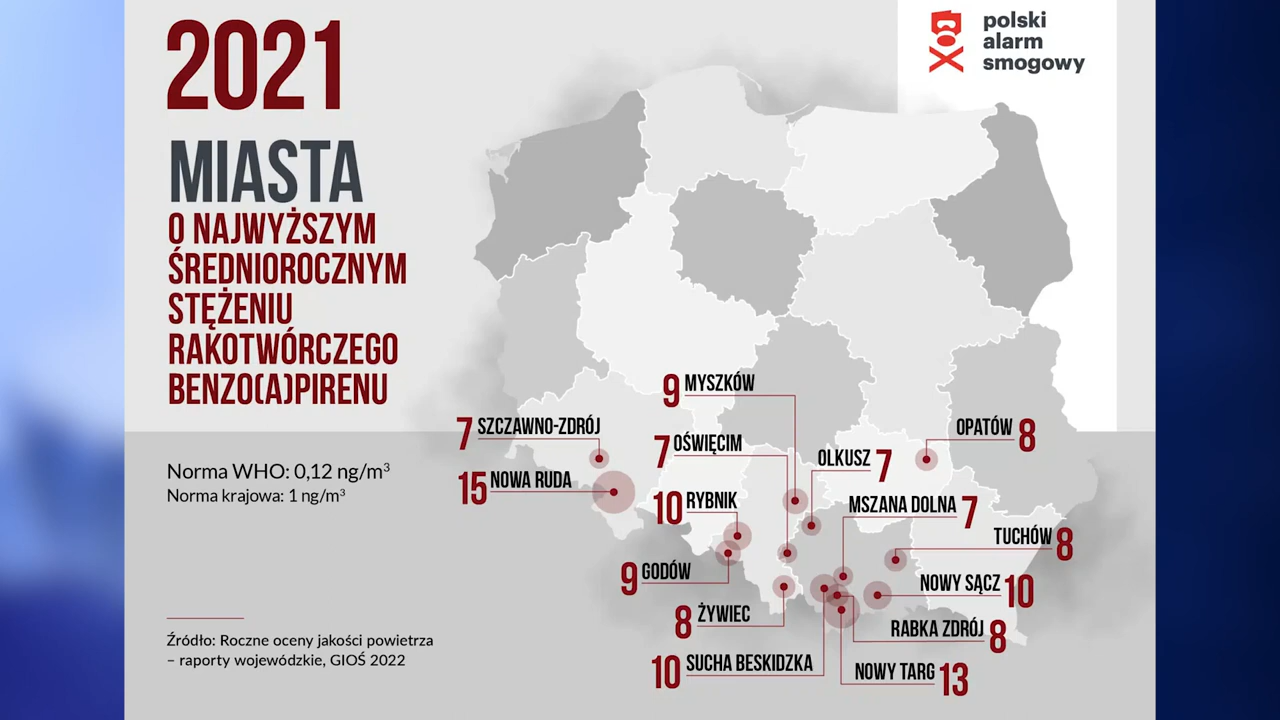 2021
MIASTA
O NAJWYŻSZYM
ŚREDNIOROCZNYM
STĘŻENIU
RAKOTWÓRCZEGO
BENZO(A)PIRENU
Norma WHO: 0,12 ng/m³
Norma krajowa: 1 ng/m³
Źródło: Roczne oceny jakości powietrza
– raporty wojewódzkie, GIOŚ 2022
polski
alarm
smogowy
9 MYSZKÓW
7 SZCZAWNO-ZDRÓJ
7 OŚWIĘCIM
OPATÓW 8
OLKUSZ 7
15 NOWA RUDA
10 RYBNIK
MSZANA DOLNA 7
TUCHÓW 8
9 GODÓW
NOWY SĄCZ 10
8 ŻYWIEC
RABKA ZDRÓJ 8
10 SUCHA BESKIDZKA
NOWY TARG 13